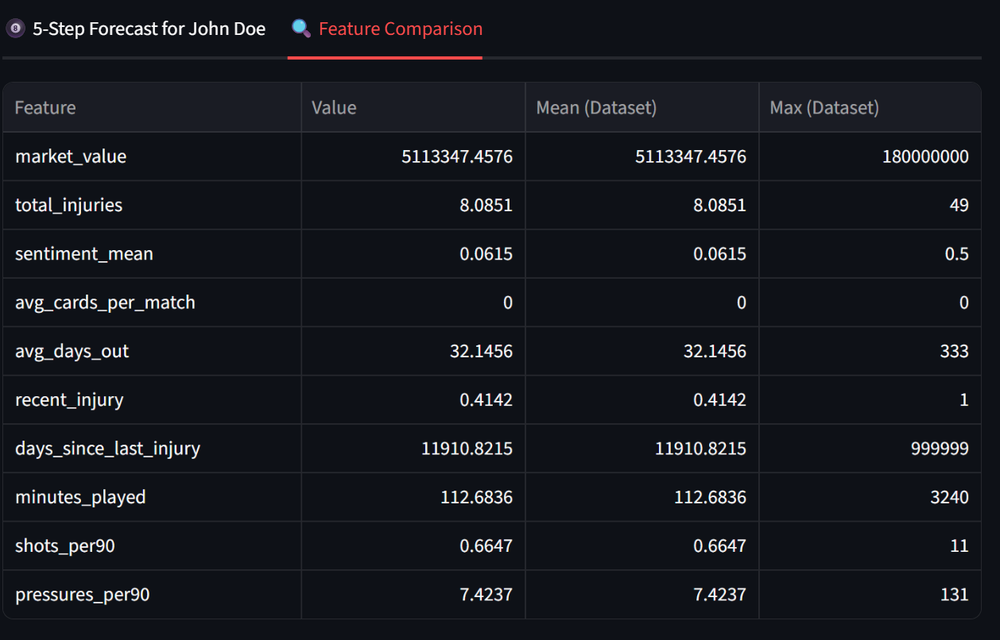 8 5-Step Forecast for John Doe Feature Comparison
Feature Value Mean (Dataset) Max (Dataset)
market_value 5113347.4576 5113347.4576 180000000
total_injuries 8.0851 8.0851 49
sentiment_mean 0.0615 0.0615 0.5
avg_cards_per_match 0 0 0
avg_days_out 32.1456 32.1456 333
recent_injury 0.4142 0.4142 1
days_since_last_injury 11910.8215 11910.8215 999999
minutes_played 112.6836 112.6836 3240
shots_per90 0.6647 0.6647 11
pressures_per90 7.4237 7.4237 131